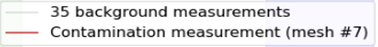 35 background measurements
Contamination measurement (mesh #7)